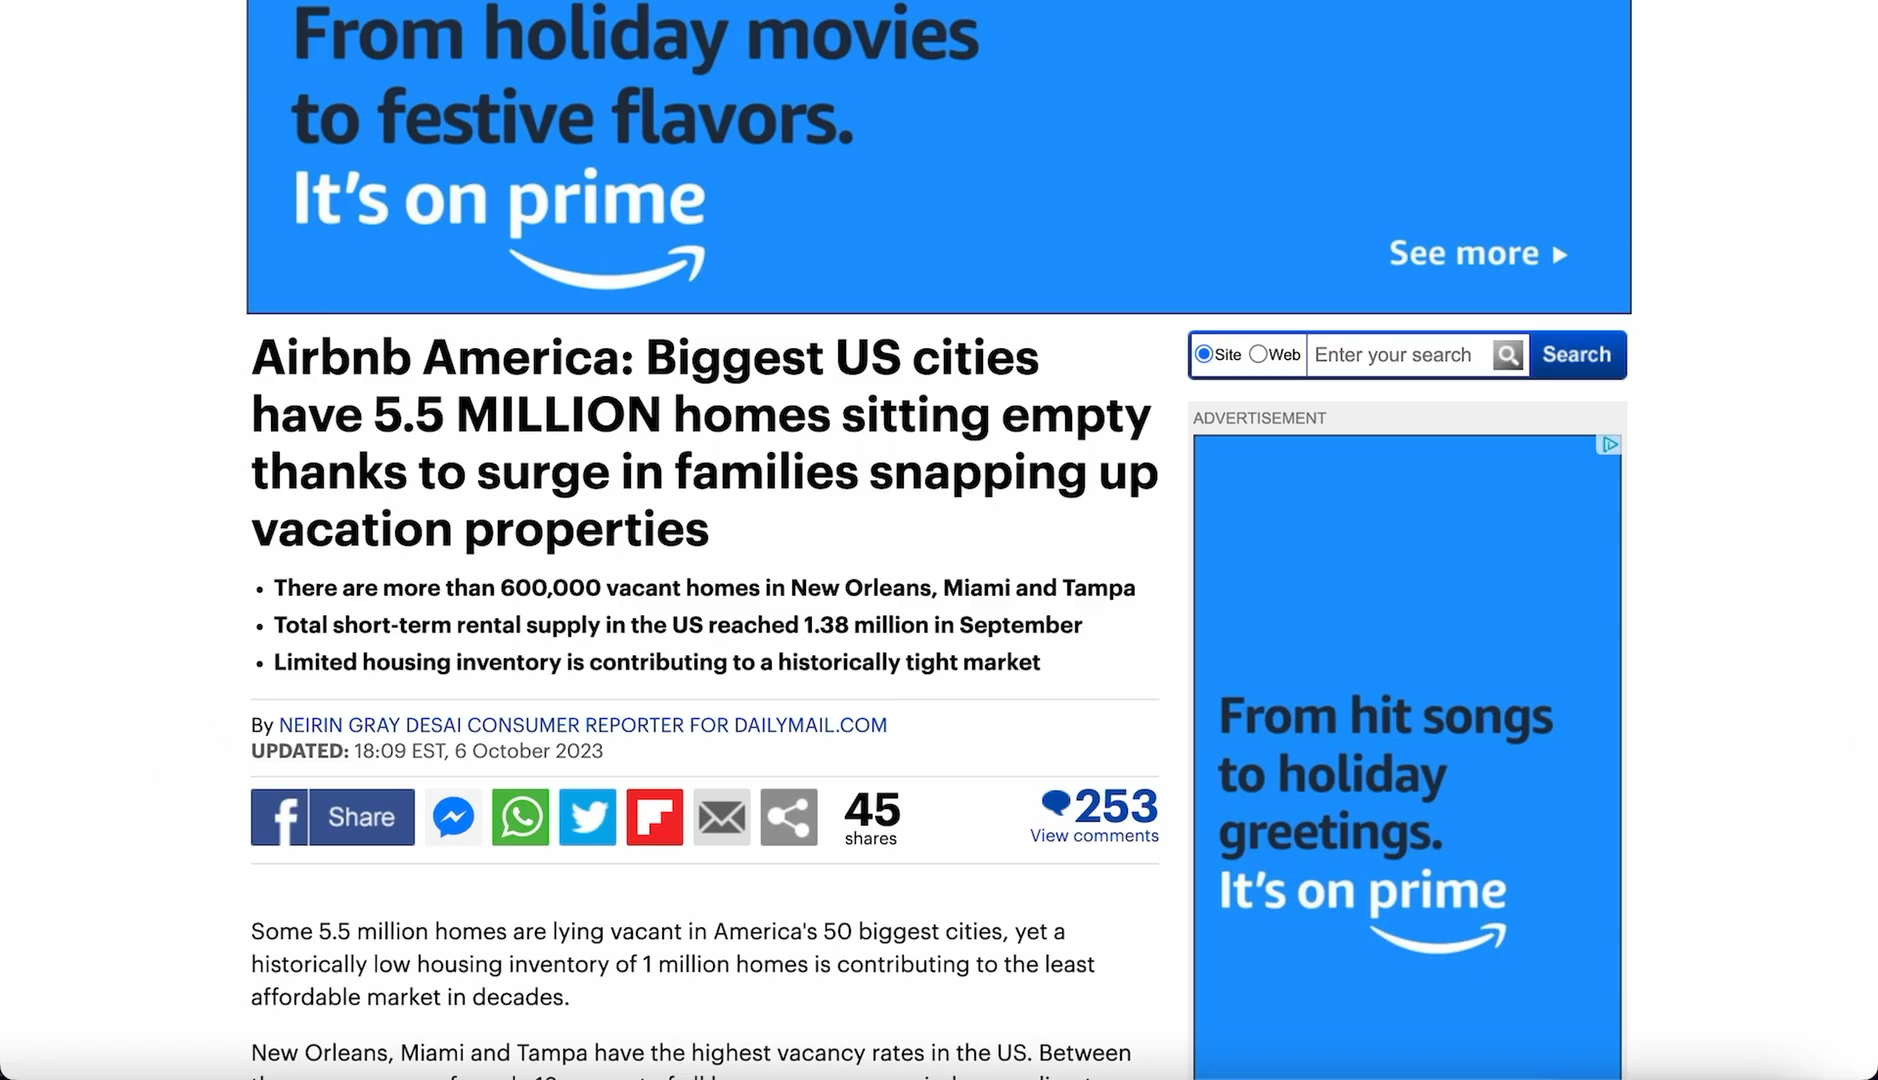 From holiday movies
to festive flavors.
It's on prime
See more
Airbnb America: Biggest US cities
have 5.5 MILLION homes sitting empty
thanks to surge in families snapping up
vacation properties
• There are more than 600,000 vacant homes in New Orleans, Miami and Tampa
• Total short-term rental supply in the US reached 1.38 million in September
• Limited housing inventory is contributing to a historically tight market
By NEIRIN GRAY DESAI CONSUMER REPORTER FOR DAILYMAIL.COM
UPDATED: 18:09 EST, 6 October 2023
f Share
45
shares
253
View comments
Some 5.5 million homes are lying vacant in America's 50 biggest cities, yet a
historically low housing inventory of 1 million homes is contributing to the least
affordable market in decades.
New Orleans, Miami and Tampa have the highest vacancy rates in the US. Between
Site Web Enter your search Search
ADVERTISEMENT
From hit songs
to holiday
greetings.
It's on prime